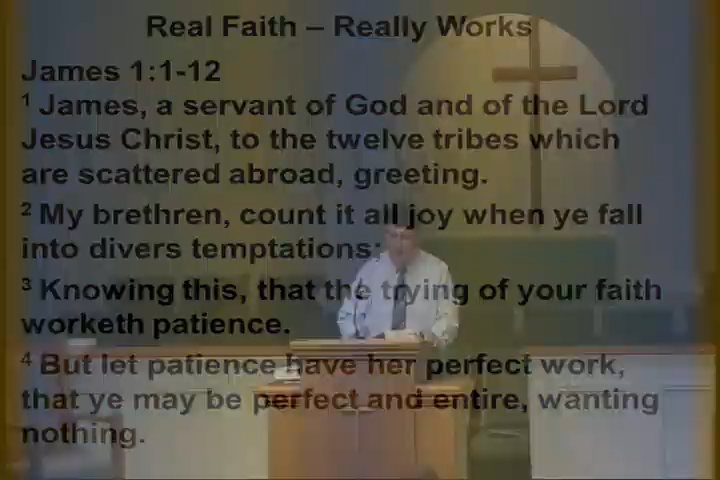 Real Faith – Really Works
James 1:1-12
1 James, a servant of God and of the Lord
Jesus Christ, to the twelve tribes which
are scattered abroad, greeting.
2 My brethren, count it all joy when ye fall
into divers temptations;
3 Knowing this, that the trying of your faith
worketh patience.
4 But let patience have her perfect work,
that ye may be perfect and entire, wanting
nothing.